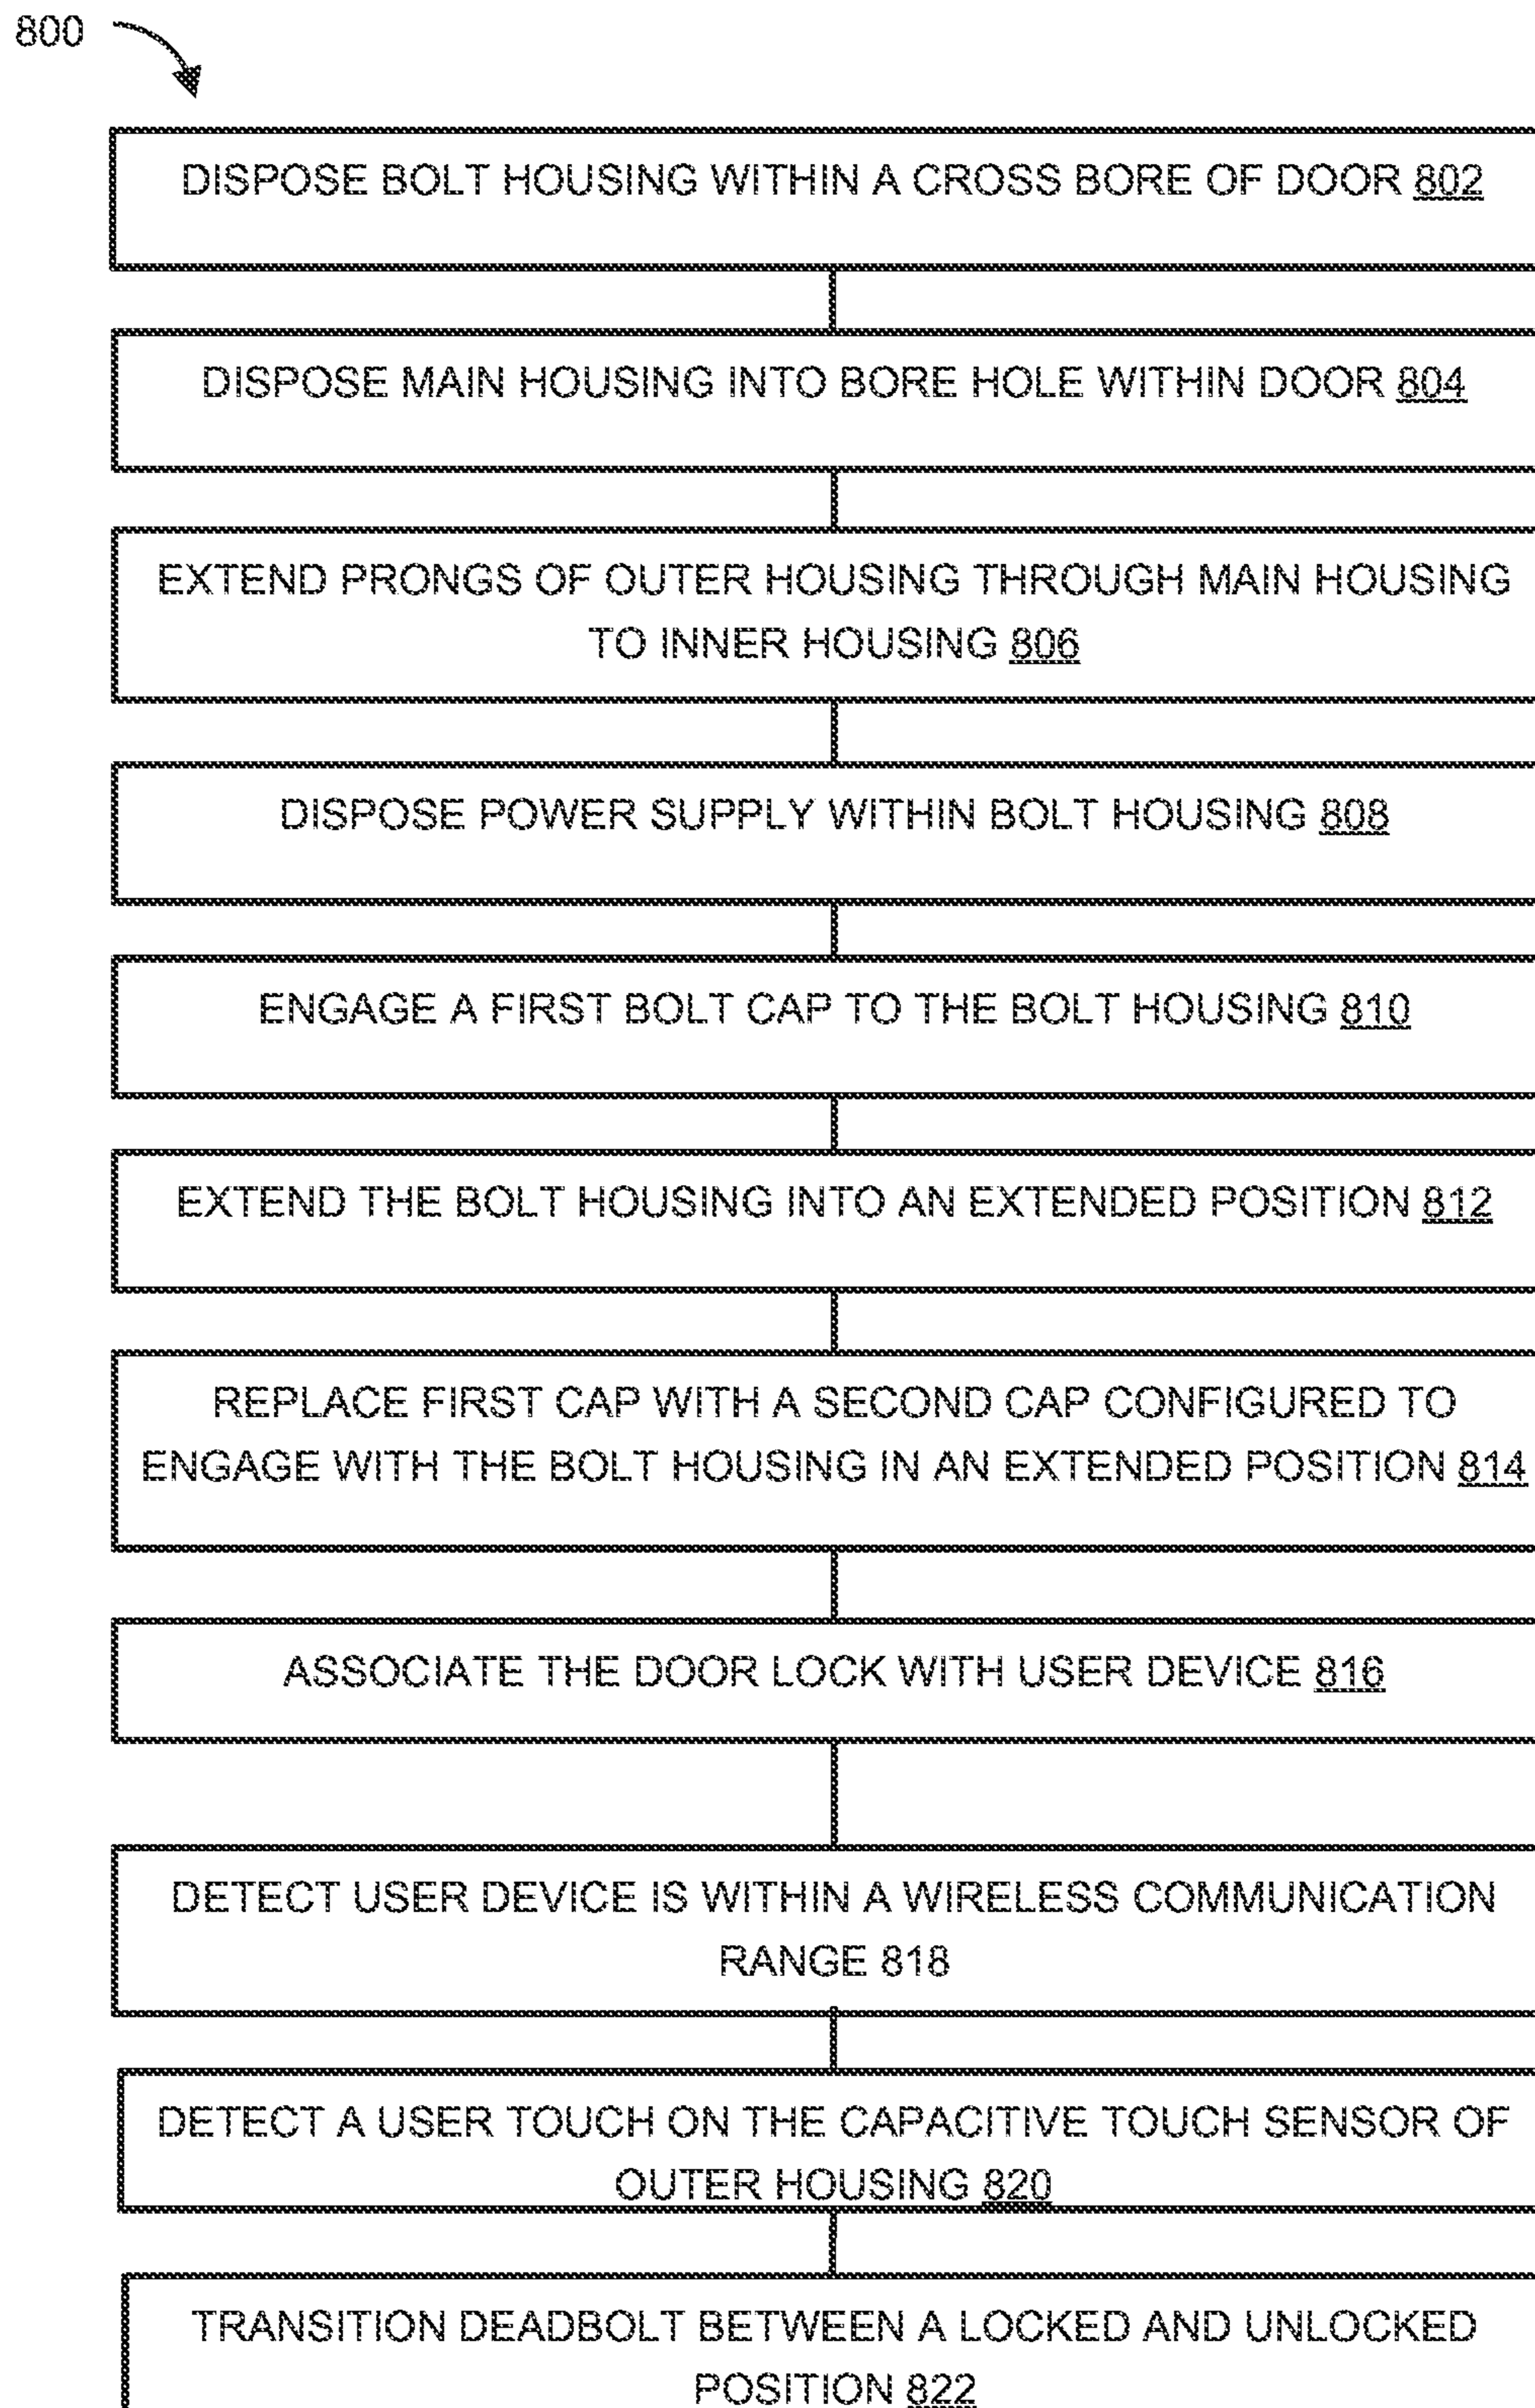 800
DISPOSE BOLT HOUSING WITHIN A CROSS BORE OF DOOR 802
DISPOSE MAIN HOUSING INTO BORE HOLE WITHIN DOOR 804
EXTEND PRONGS OF OUTER HOUSING THROUGH MAIN HOUSING
TO INNER HOUSING 806
DISPOSE POWER SUPPLY WITHIN BOLT HOUSING 808
ENGAGE A FIRST BOLT CAP TO THE BOLT HOUSING 810
EXTEND THE BOLT HOUSING INTO AN EXTENDED POSITION 812
REPLACE FIRST CAP WITH A SECOND CAP CONFIGURED TO
ENGAGE WITH THE BOLT HOUSING IN AN EXTENDED POSITION 814
ASSOCIATE THE DOOR LOCK WITH USER DEVICE 816
DETECT USER DEVICE IS WITHIN A WIRELESS COMMUNICATION
RANGE 818
DETECT A USER TOUCH ON THE CAPACITIVE TOUCH SENSOR OF
OUTER HOUSING 820
TRANSITION DEADBOLT BETWEEN A LOCKED AND UNLOCKED
POSITION 822